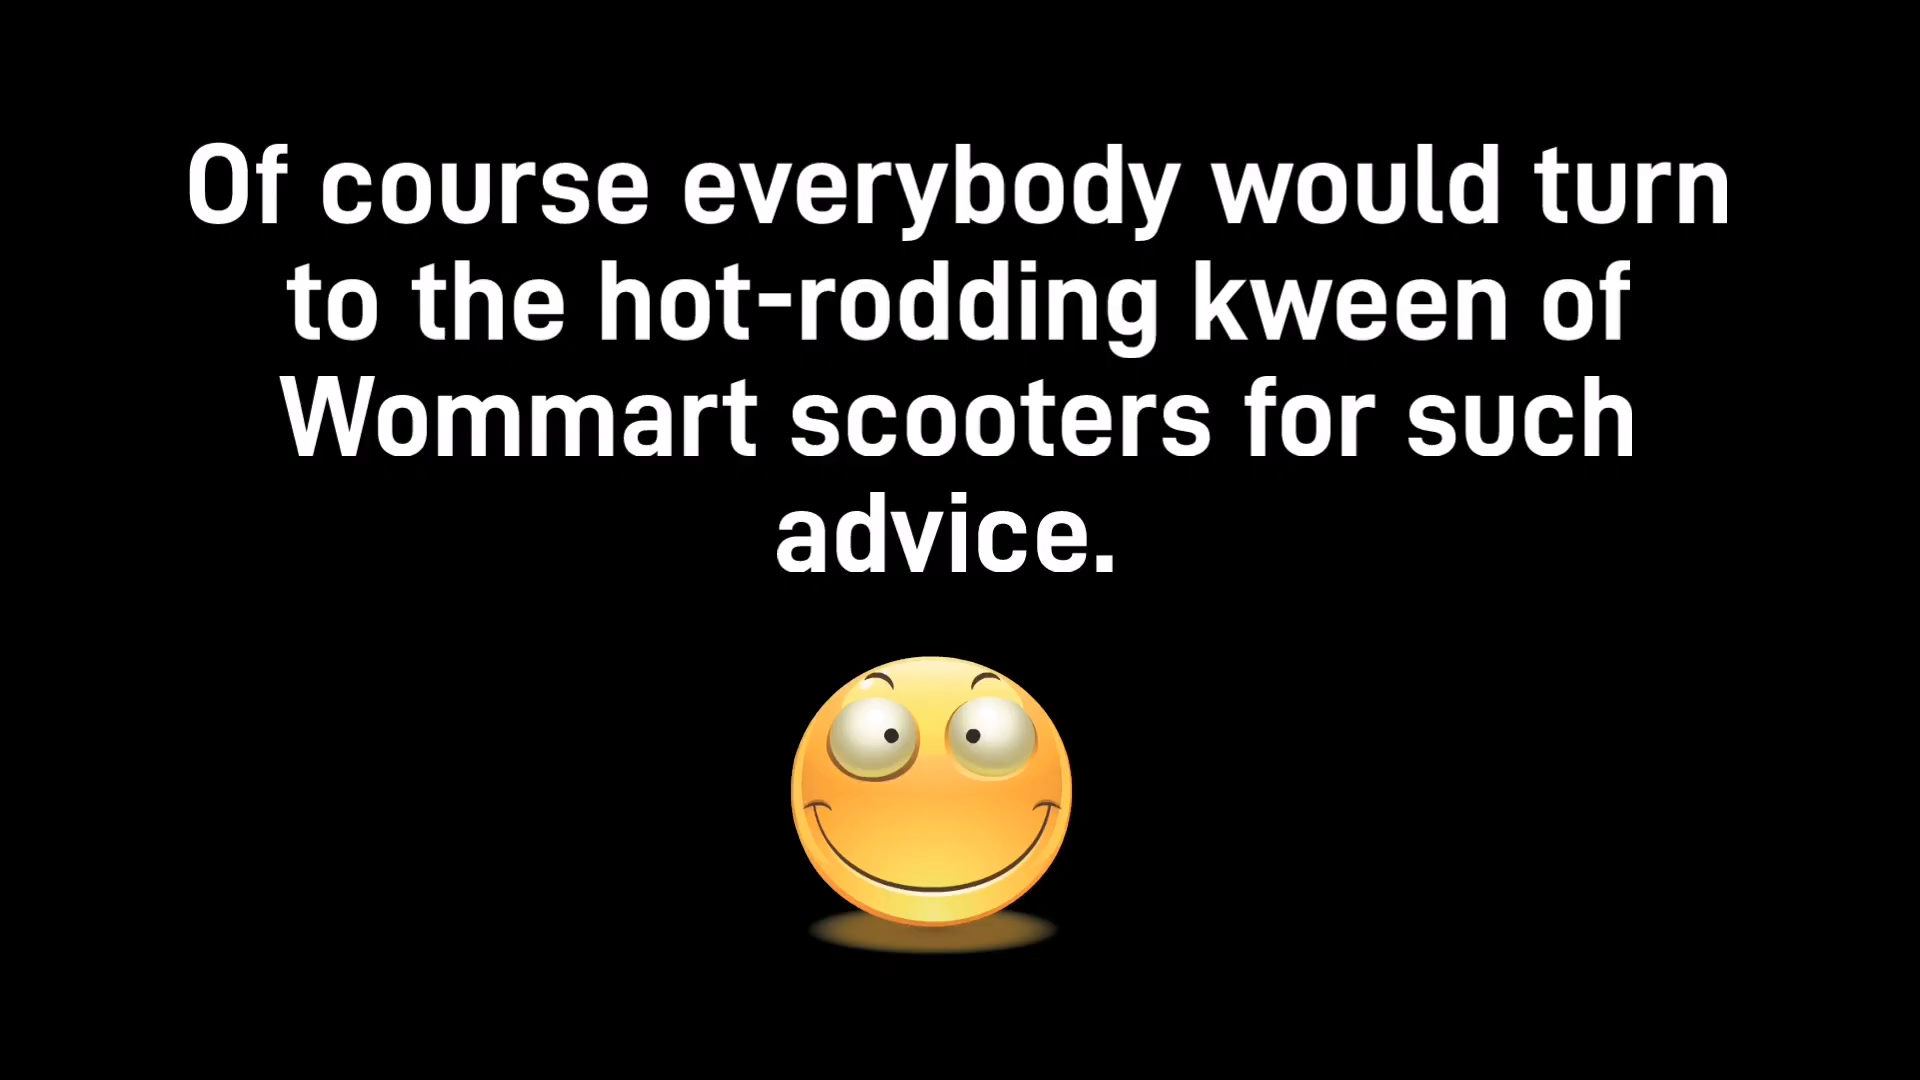 Of course everybody would turn
to the hot-rodding kween of
Wommart scooters for such
advice.